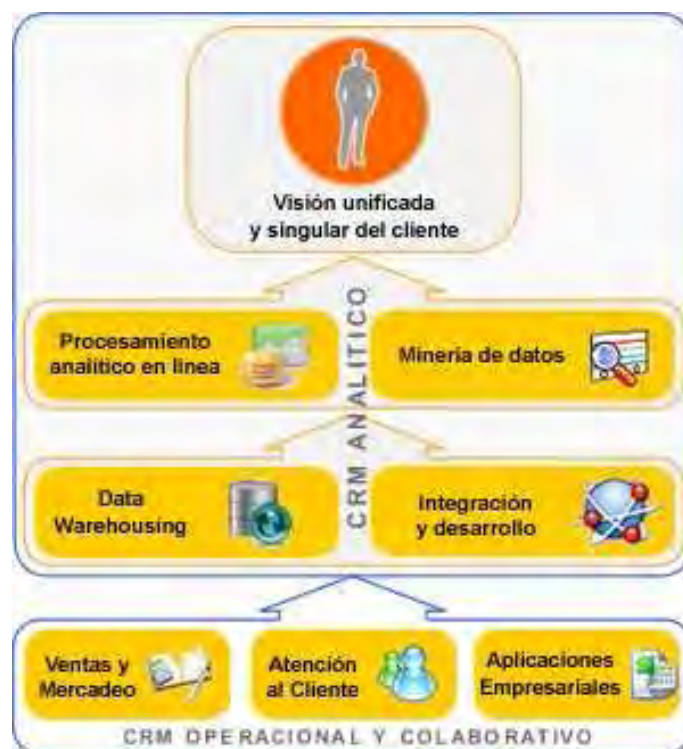 Visión unificada
y singular del cliente
CRM ANALITICO
Procesamiento
analítico en línea
Minería de datos
Data
Warehousing
Integración
y desarrollo
Ventas y
Mercadeo
Atención
al Cliente
Aplicaciones
Empresariales
CRM OPERACIONAL Y COLABORATIVO